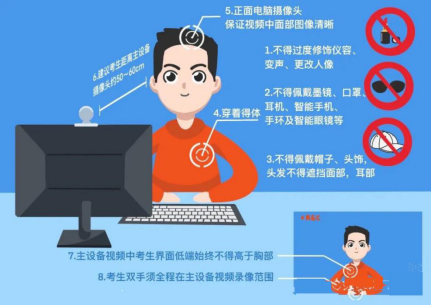 5.正面电脑摄像头
保证视频中面部图像清晰
6.建议考生距离主设备
摄像头约50~60cm
1.不得过度修饰仪容、
变声、更改人像
2.不得佩戴墨镜、口罩、
耳机、智能手机、
手环及智能眼镜等
4.穿着得体
3.不得佩戴帽子、头饰,
头发不得遮挡面部,耳部
7.主设备视频中考生界面低端始终不得高于胸部
8.考生双手须全程在主设备视频录像范围